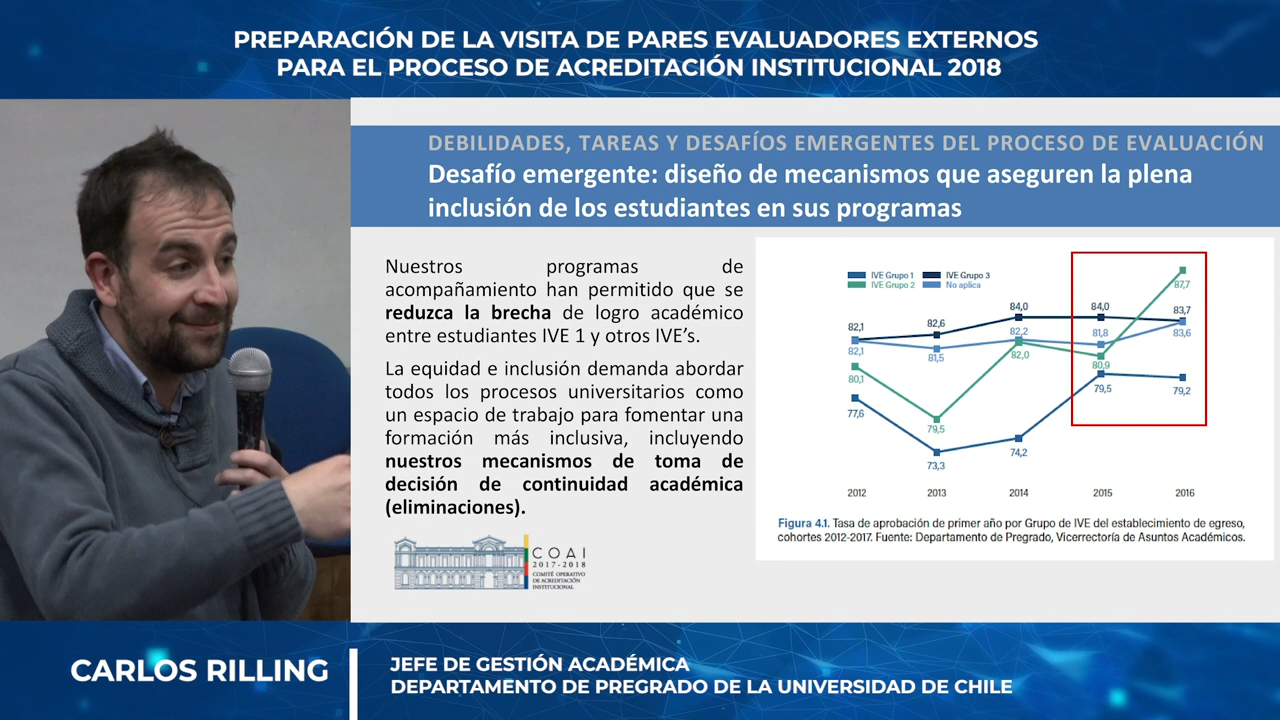 PREPARACIÓN DE LA VISITA DE PARES EVALUADORES EXTERNOS
PARA EL PROCESO DE ACREDITACIÓN INSTITUCIONAL 2018
DEBILIDADES, TAREAS Y DESAFÍOS EMERGENTES DEL PROCESO DE EVALUACIÓN
Desafío emergente: diseño de mecanismos que aseguren la plena
inclusión de los estudiantes en sus programas
Nuestros programas de
acompañamiento han permitido que se
reduzca la brecha de logro académico
entre estudiantes IVE 1 y otros IVE’s.
La equidad e inclusión demanda abordar
todos los procesos universitarios como
un espacio de trabajo para fomentar una
formación más inclusiva, incluyendo
nuestros mecanismos de toma de
decisión de continuidad académica
(eliminaciones).
COAI
2017-2018
COMITÉ OPERATIVO
DE ACREDITACIÓN
INSTITUCIONAL
IVE Grupo 1 IVE Grupo 3
IVE Grupo 2 No aplica
87,7
84,0 84,0 83,7
82,1 82,6
82,2 81,8 83,6
82,1 81,5 82,0
80,1 80,9
79,5 79,5 79,2
77,6
73,3 74,2
2012 2013 2014 2015 2016
Figura 4.1. Tasa de aprobación de primer año por Grupo de IVE del establecimiento de egreso,
cohortes 2012-2017. Fuente: Departamento de Pregrado, Vicerrectoría de Asuntos Académicos.
CARLOS RILLING
JEFE DE GESTIÓN ACADÉMICA
DEPARTAMENTO DE PREGRADO DE LA UNIVERSIDAD DE CHILE